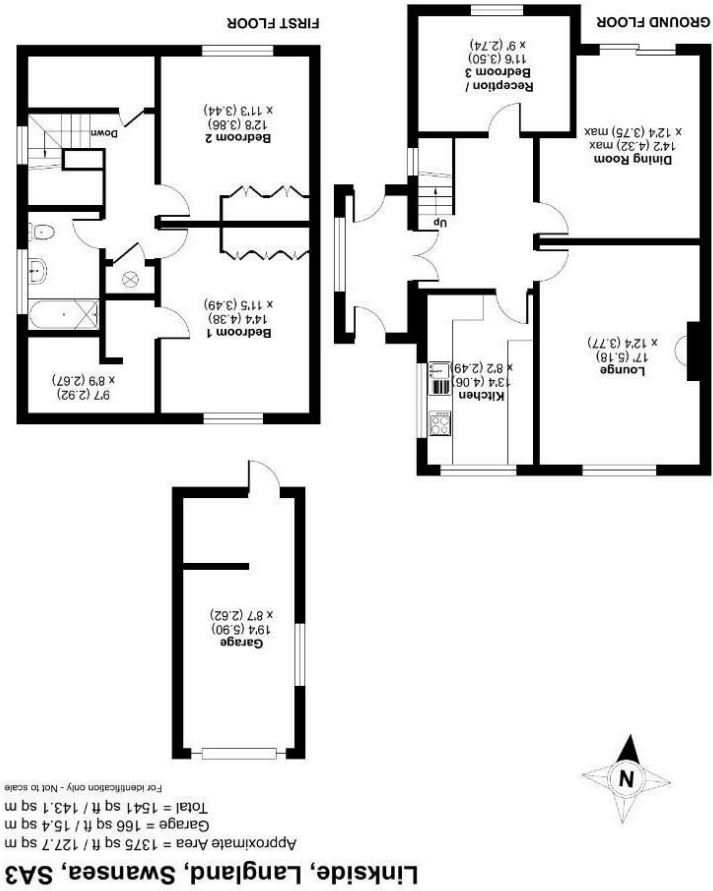 Linkside, Langland, Swansea, SA3
Approximate Area = 1375 sq ft / 127.7 sq m
Garage = 166 sq ft / 15.4 sq m
Total = 1541 sq ft / 143.1 sq m
For identification only - Not to scale
N
Garage
19'4 (5.90)
x 8'7 (2.62)
Lounge
17' (5.18)
x 12'4 (3.77)
Kitchen
13'4 (4.06)
x 8'2 (2.49)
Up
Dining Room
14'2 (4.32) max
x 12'4 (3.75) max
Reception /
Bedroom 3
11'6 (3.50)
x 9' (2.74)
GROUND FLOOR
9'7 (2.92)
x 8'9 (2.67)
Bedroom 1
14'4 (4.38)
x 11'5 (3.49)
Bedroom 2
12'8 (3.86)
x 11'3 (3.44)
Down
FIRST FLOOR